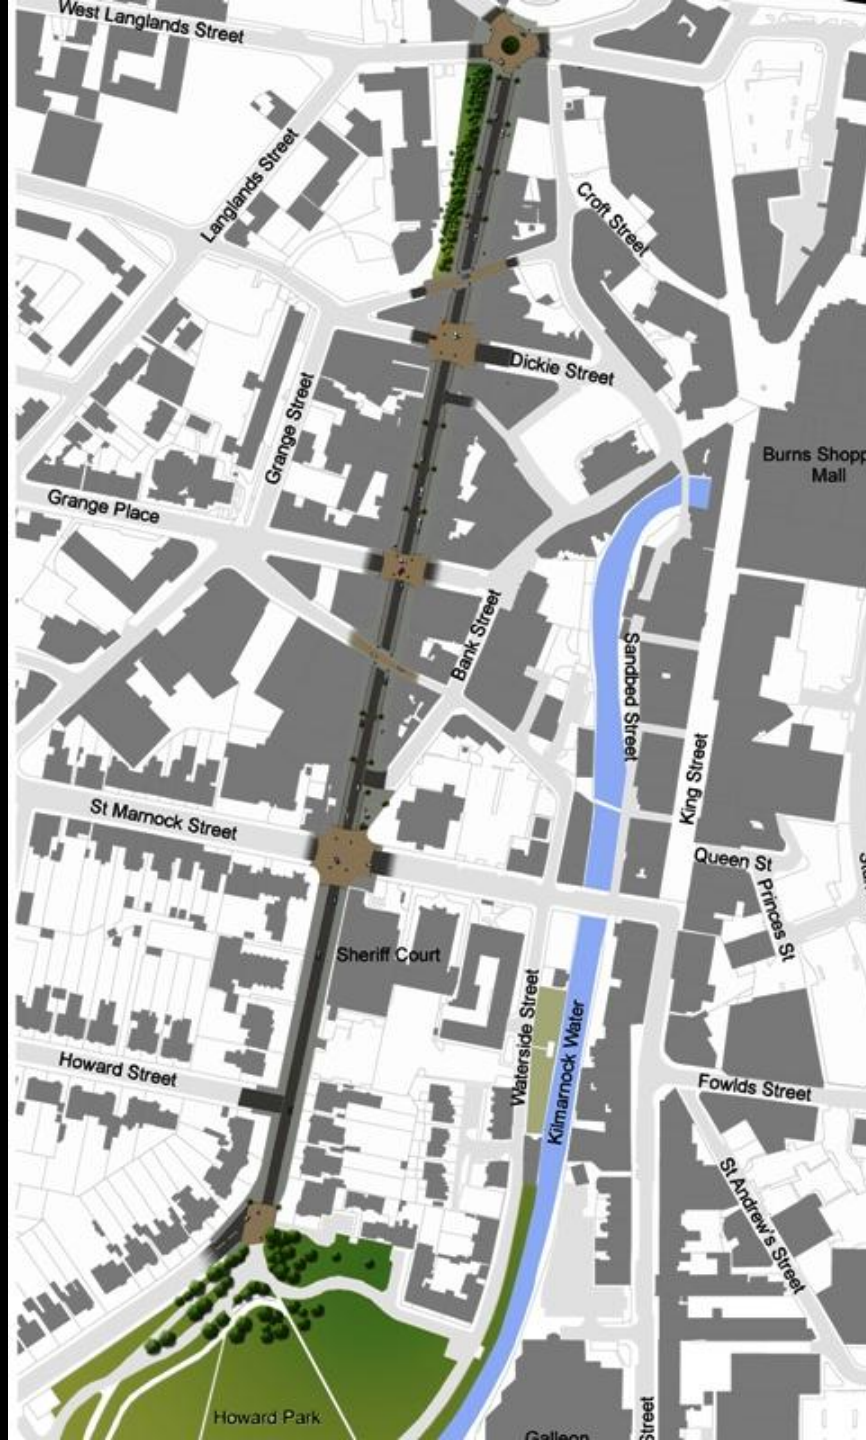 West Langlands Street
Langlands Street
Croft Street
Dickie Street
Grange Street
Burns Shopp
Mall
Grange Place
Bank Street
Sandbed Street
King Street
St Marnock Street
Queen St
Princes St
Sheriff Court
Waterside Street
Kilmarnock Water
Howard Street
Fowlds Street
St Andrew's Street
Howard Park
Galleon
Street